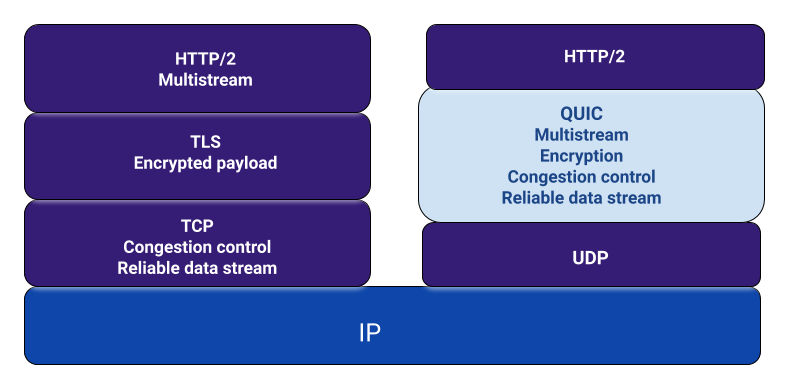 HTTP/2
Multistream
TLS
Encrypted payload
TCP
Congestion control
Reliable data stream
HTTP/2
QUIC
Multistream
Encryption
Congestion control
Reliable data stream
UDP
IP